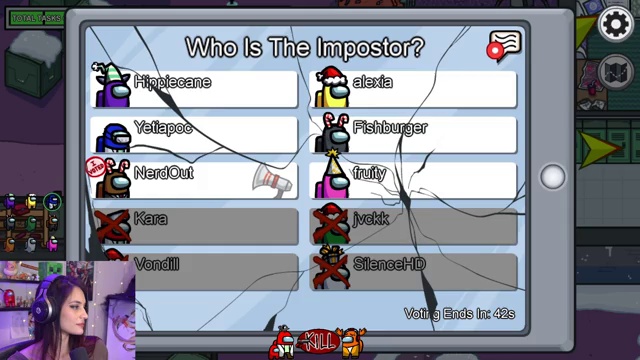 TOTAL TASKS
Who Is The Impostor?
Hippiecane
alexia
Yetiapoc
Fishburger
I VOTED
NerdOut
fruity
Kara
jvckk
Vondill
SilenceHD
Voting Ends In: 42s
KILL